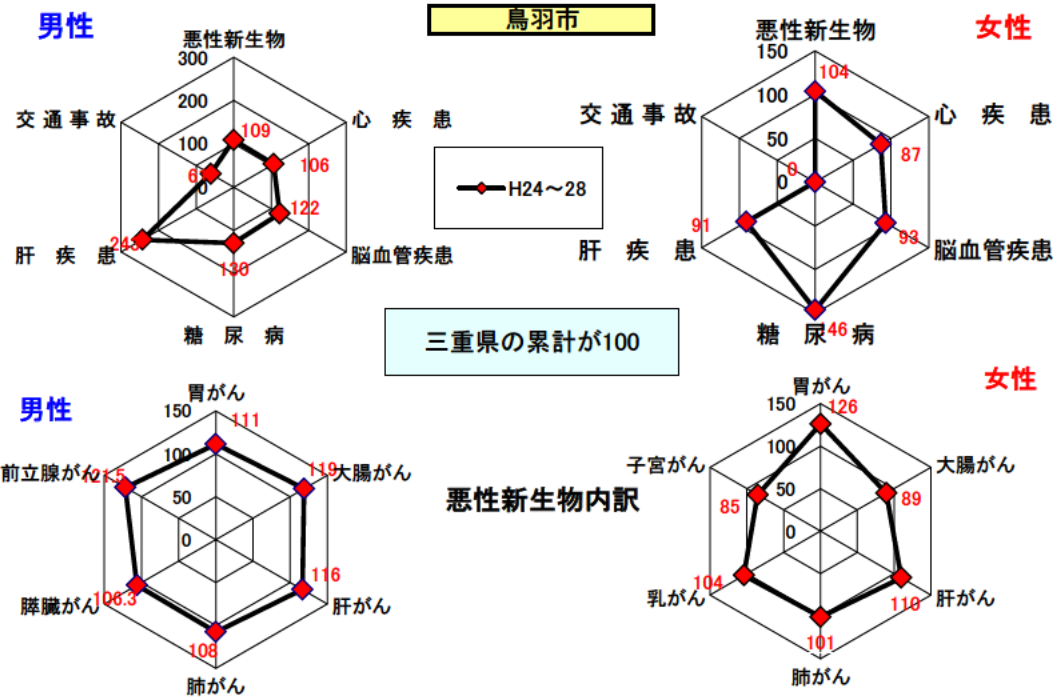 鳥羽市
男性
悪性新生物
300
200
100
0
109
心 疾 患
106
脳血管疾患
122
糖 尿 病
130
肝 疾 患
交 通 事 故
H24～28
女性
悪性新生物
150
100
50
0
104
心 疾 患
87
脳血管疾患
93
糖 尿 病
146
肝 疾 患
91
交 通 事 故
0
三重県の累計が100
悪性新生物内訳
男性
胃がん
150
100
50
0
111
大腸がん
119
肝がん
116
肺がん
108
膵臓がん
106.3
前立腺がん
121.5
女性
胃がん
150
100
50
0
126
大腸がん
89
肝がん
110
肺がん
101
乳がん
104
子宮がん
85